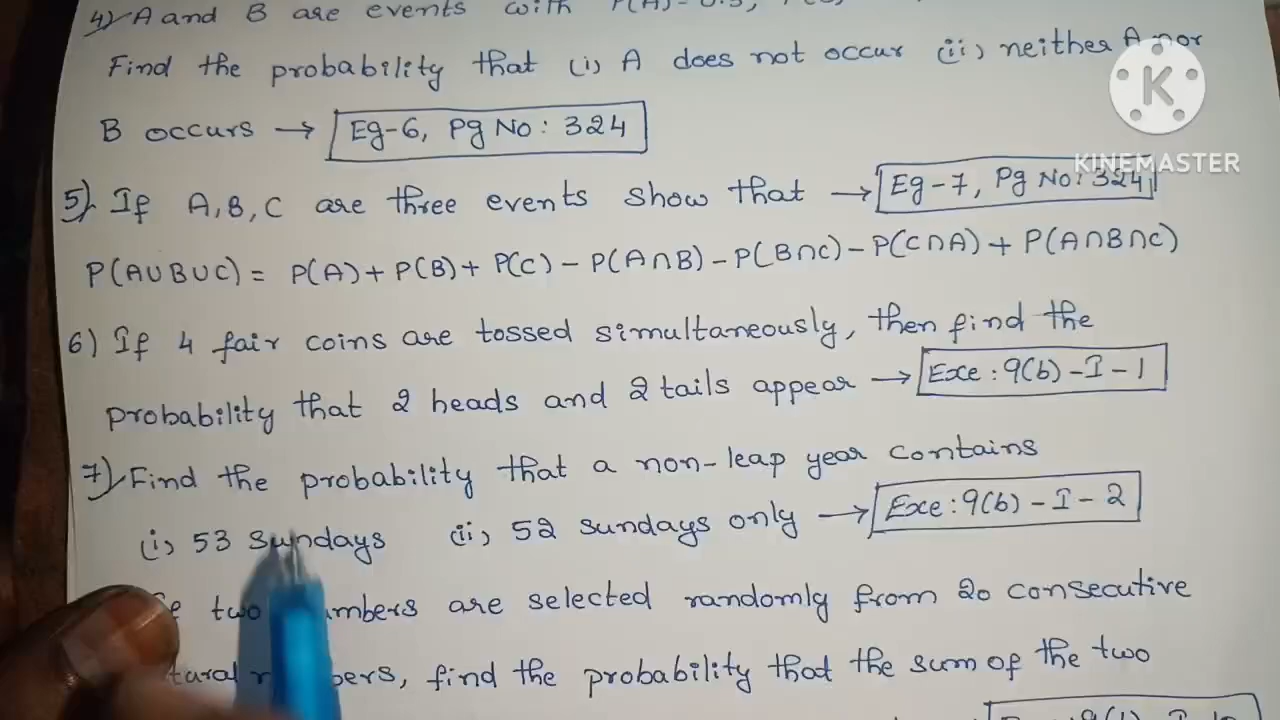 4) A and B are events with
Find the probability that (i) A does not occur (ii) neither A nor
B occurs → Eg-6, Pg No: 324
5) If A,B,C are three events show that → Eg-7, Pg No: 324
P(A∪B∪C) = P(A) + P(B) + P(C) - P(A∩B) - P(B∩C) - P(C∩A) + P(A∩B∩C)
6) If 4 fair coins are tossed simultaneously, then find the
probability that 2 heads and 2 tails appear → Exe: 9(b)-I-1
7) Find the probability that a non-leap year contains
(i) 53 sundays (ii) 52 sundays only → Exe: 9(b)-I-2
two are selected randomly from 20 consecutive
find the probability that the sum of the two
K
KINEMASTER